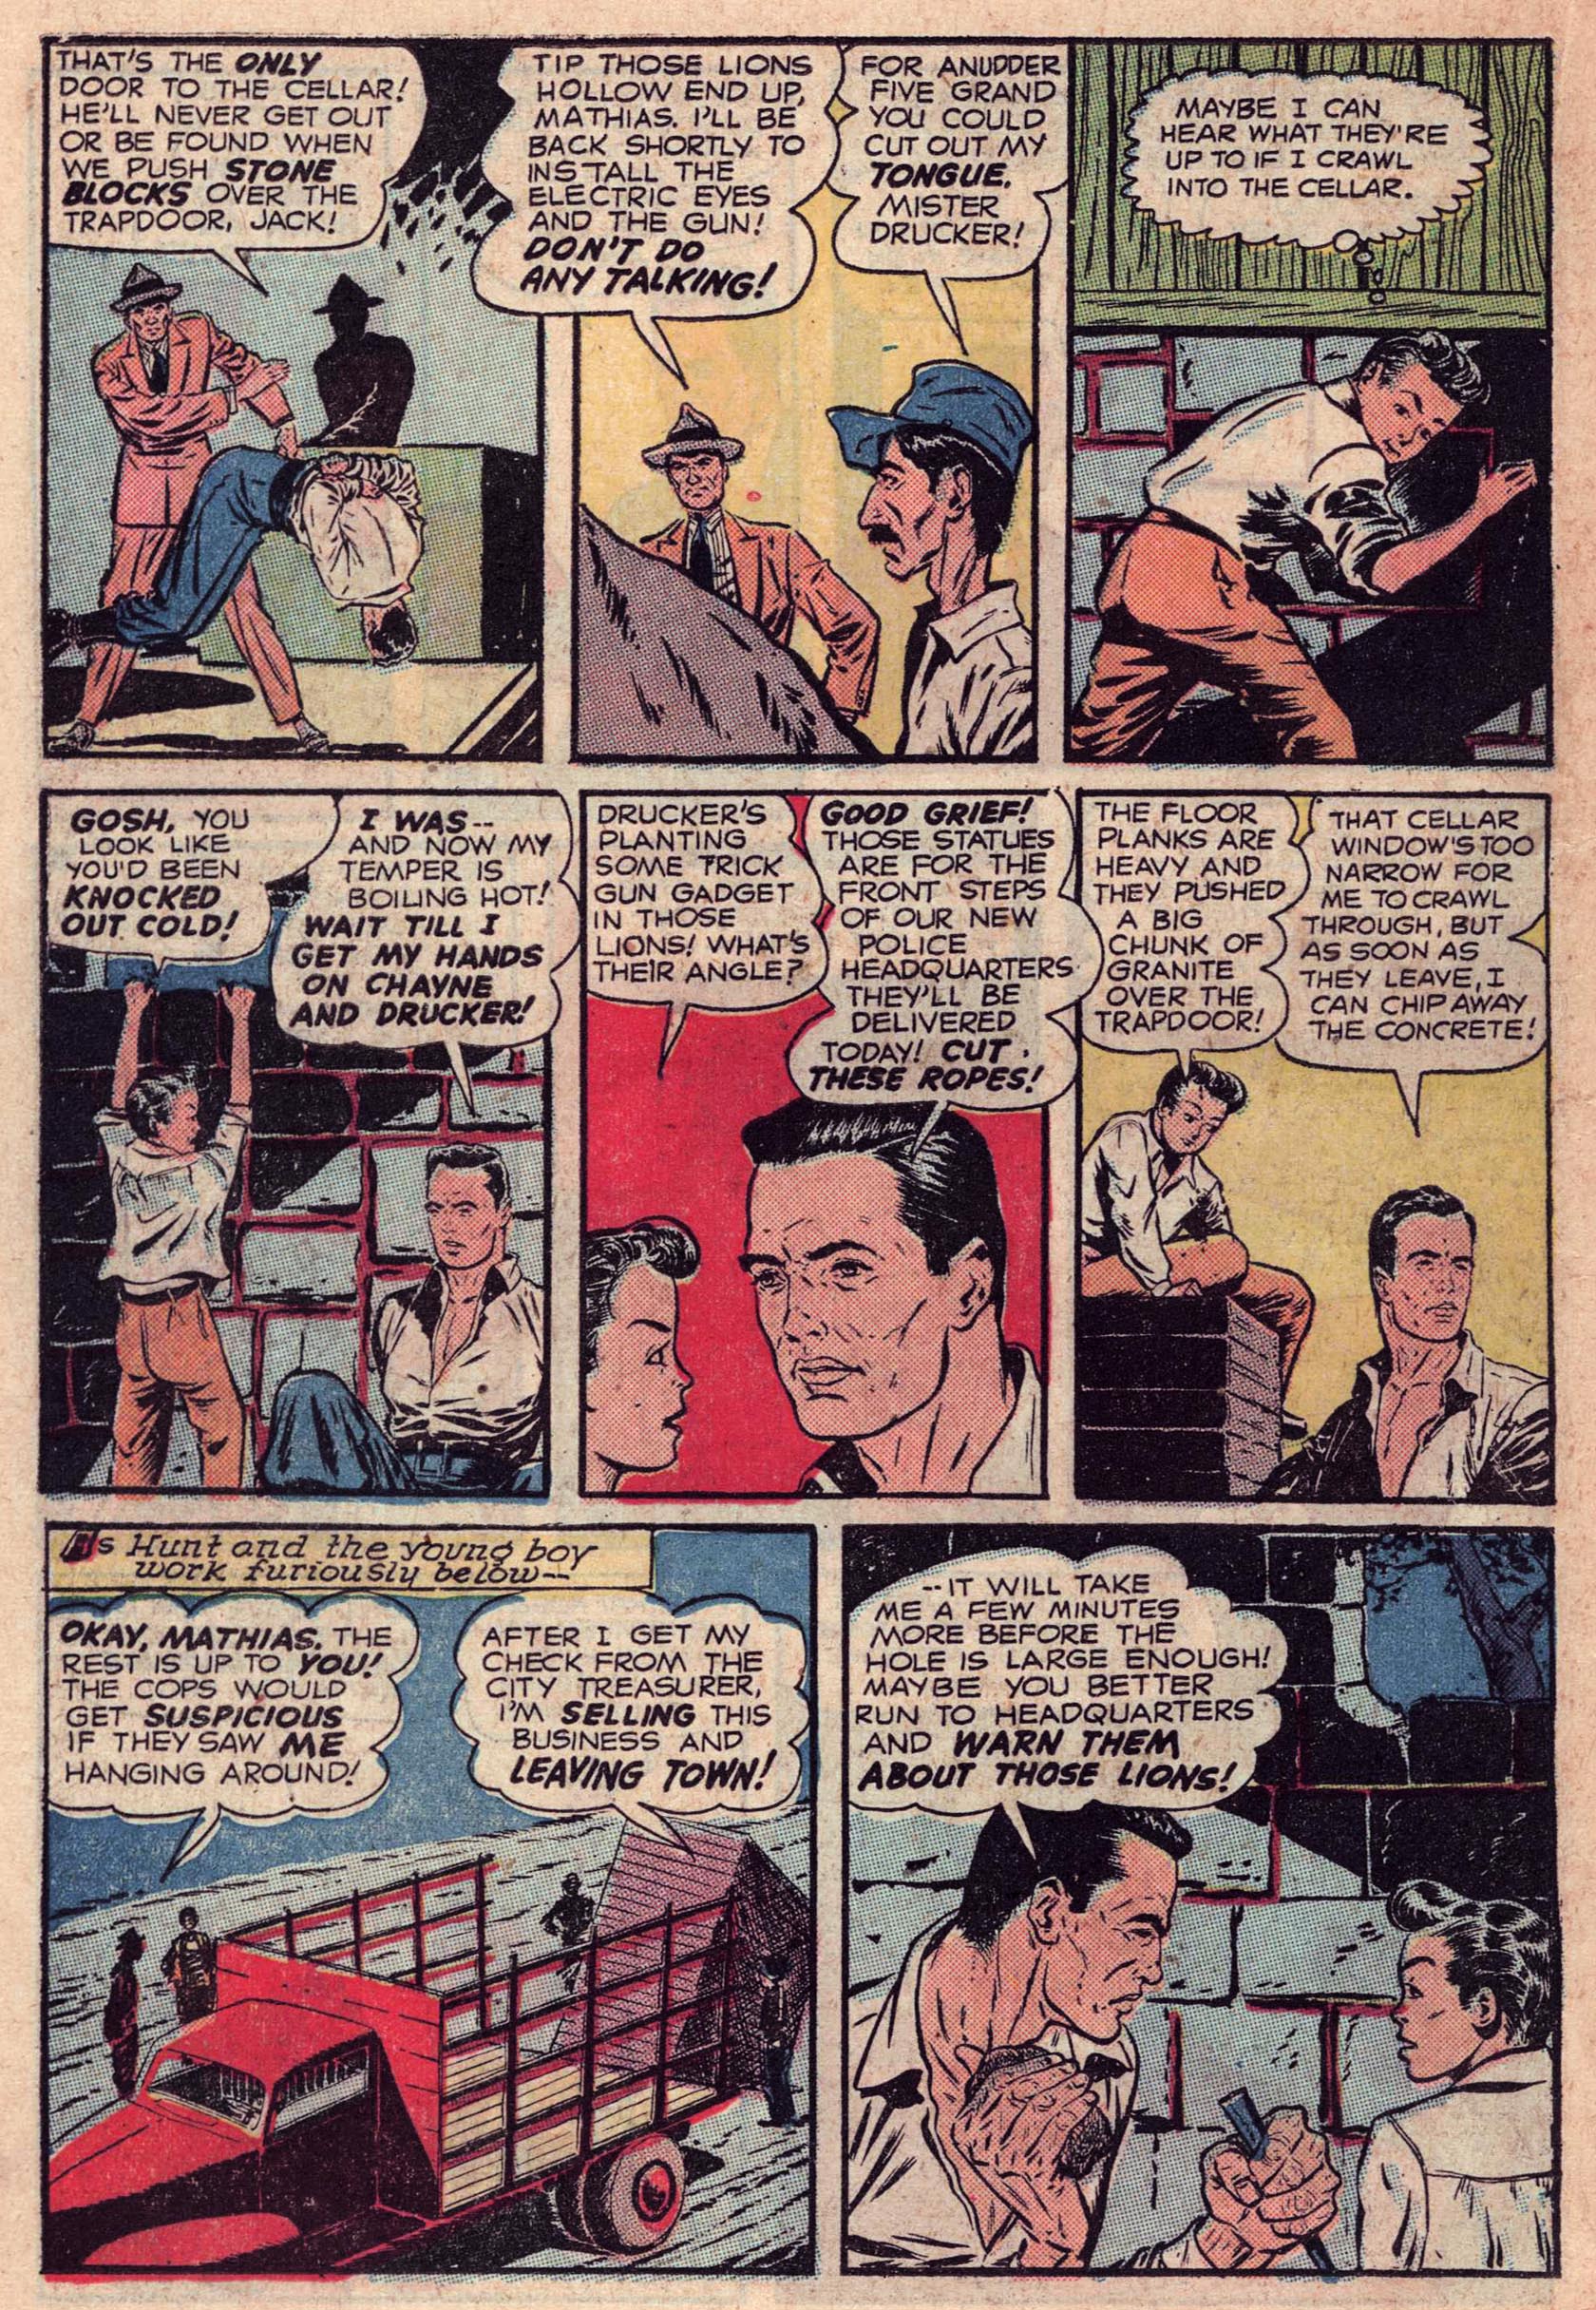 THAT'S THE ONLY
DOOR TO THE CELLAR!
HE'LL NEVER GET OUT
OR BE FOUND WHEN
WE PUSH STONE
BLOCKS OVER THE
TRAPDOOR, JACK!
TIP THOSE LIONS
HOLLOW END UP,
MATHIAS. I'LL BE
BACK SHORTLY TO
INSTALL THE
ELECTRIC EYES
AND THE GUN!
DON'T DO
ANY TALKING!
FOR ANUDDER
FIVE GRAND
YOU COULD
CUT OUT MY
TONGUE,
MISTER
DRUCKER!
MAYBE I CAN
HEAR WHAT THEY'RE
UP TO IF I CRAWL
INTO THE CELLAR.
GOSH, YOU
LOOK LIKE
YOU'D BEEN
KNOCKED
OUT COLD!
I WAS--
AND NOW MY
TEMPER IS
BOILING HOT!
WAIT TILL I
GET MY HANDS
ON CHAYNE
AND DRUCKER!
DRUCKER'S
PLANTING
SOME TRICK
GUN GADGET
IN THOSE
LIONS! WHAT'S
THEIR ANGLE?
GOOD GRIEF!
THOSE STATUES
ARE FOR THE
FRONT STEPS
OF OUR NEW
POLICE
HEADQUARTERS
THEY'LL BE
DELIVERED
TODAY! CUT
THESE ROPES!
THE FLOOR
PLANKS ARE
HEAVY AND
THEY PUSHED
A BIG
CHUNK OF
GRANITE
OVER THE
TRAPDOOR!
THAT CELLAR
WINDOW'S TOO
NARROW FOR
ME TO CRAWL
THROUGH, BUT
AS SOON AS
THEY LEAVE, I
CAN CHIP AWAY
THE CONCRETE!
As Hunt and the young boy
work furiously below--
OKAY, MATHIAS. THE
REST IS UP TO YOU!
THE COPS WOULD
GET SUSPICIOUS
IF THEY SAW ME
HANGING AROUND!
AFTER I GET MY
CHECK FROM THE
CITY TREASURER,
I'M SELLING THIS
BUSINESS AND
LEAVING TOWN!
--IT WILL TAKE
ME A FEW MINUTES
MORE BEFORE THE
HOLE IS LARGE ENOUGH!
MAYBE YOU BETTER
RUN TO HEADQUARTERS
AND WARN THEM
ABOUT THOSE LIONS!